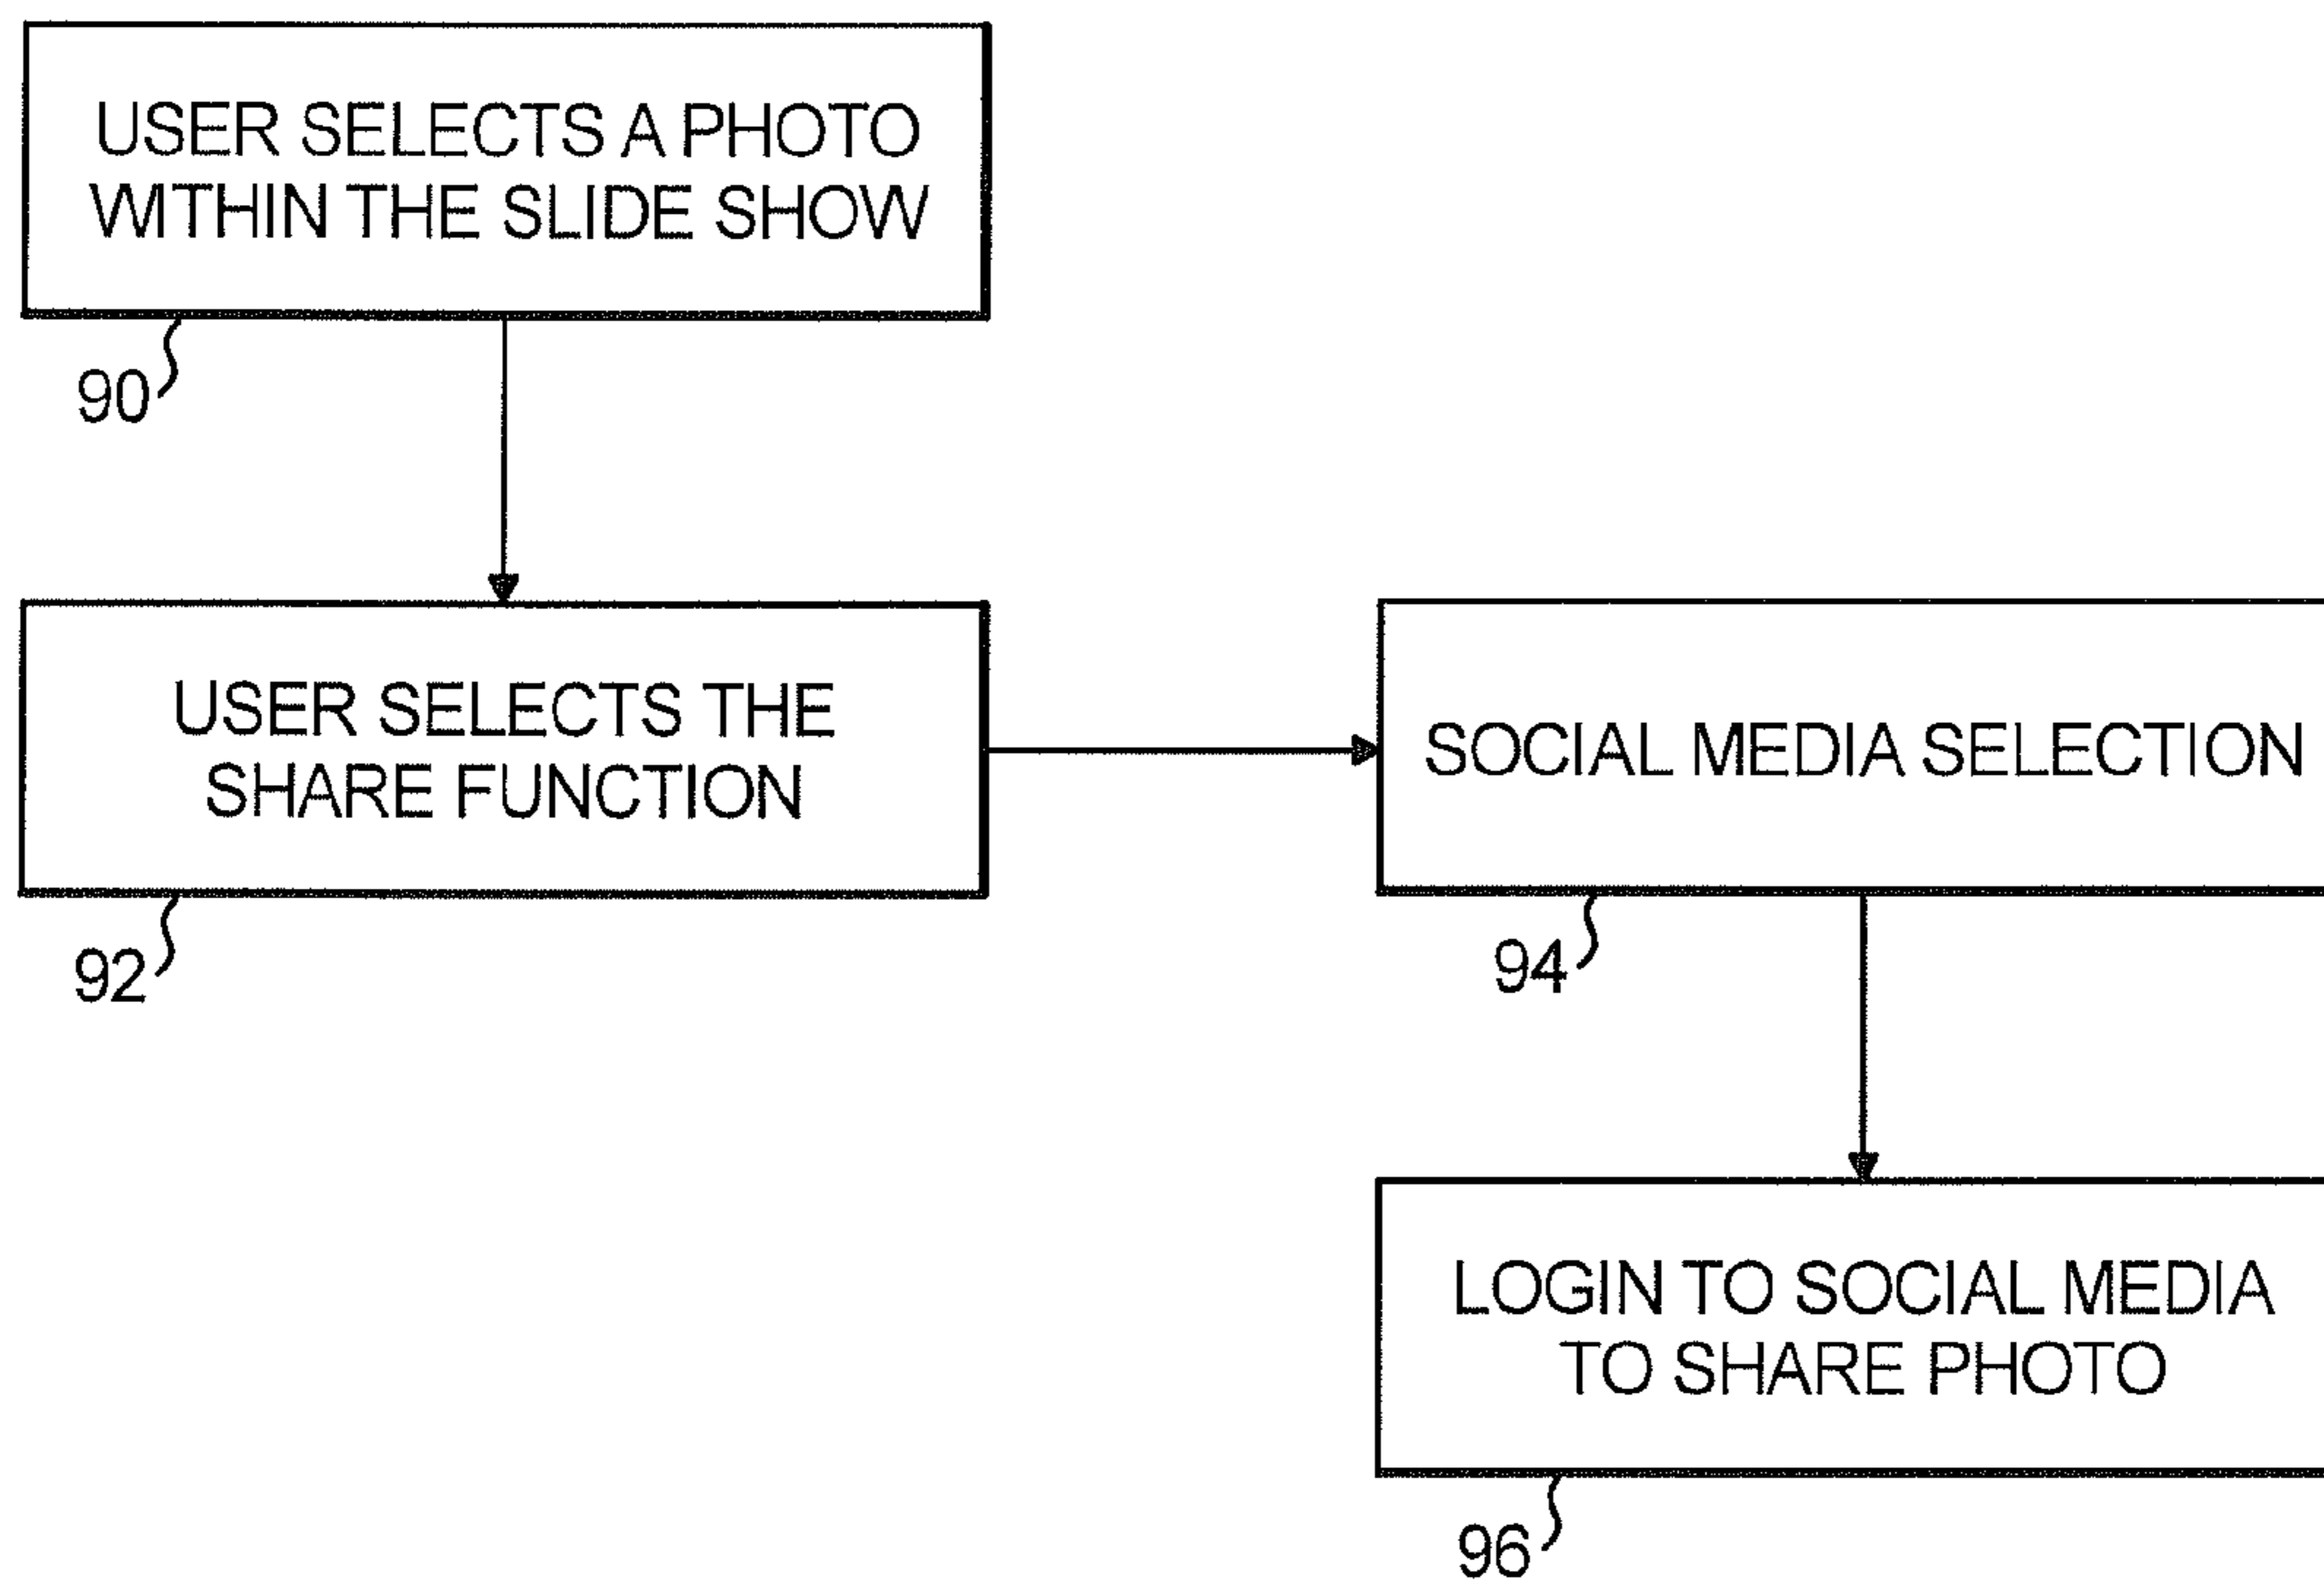 USER SELECTS A PHOTO
WITHIN THE SLIDE SHOW
90
USER SELECTS THE
SHARE FUNCTION
92
SOCIAL MEDIA SELECTION
94
LOGIN TO SOCIAL MEDIA
TO SHARE PHOTO
96